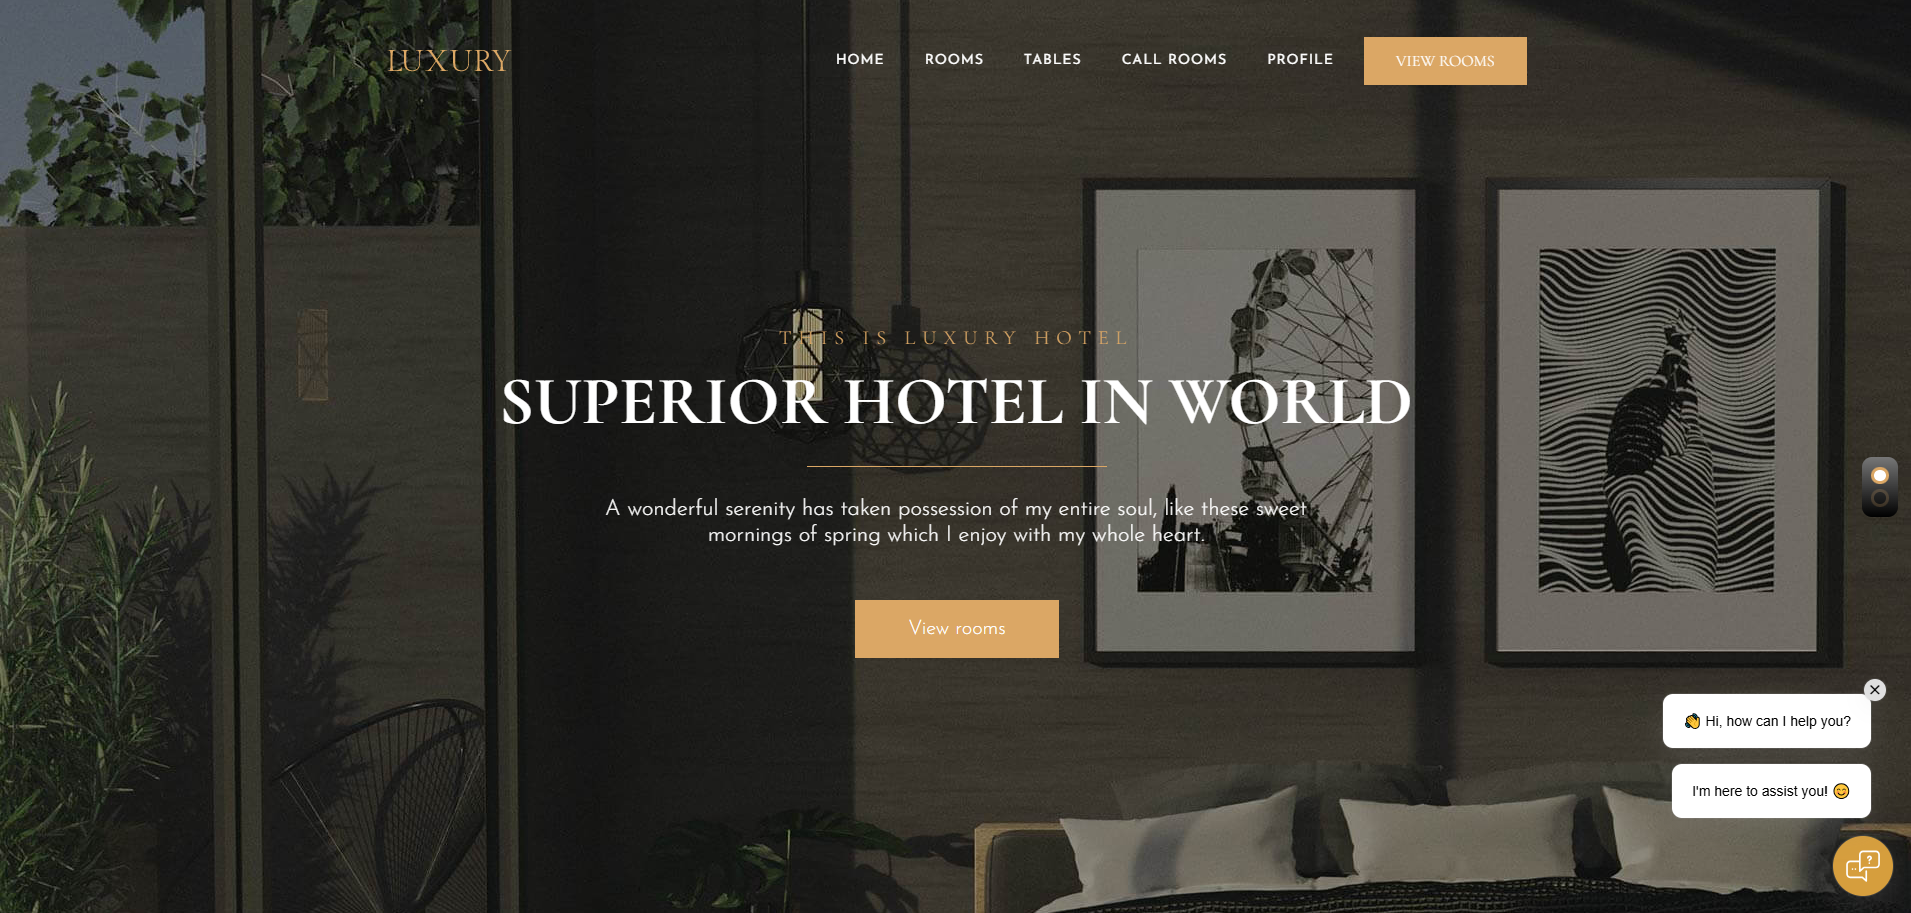 LUXURY
HOME
ROOMS
TABLES
CALL ROOMS
PROFILE
VIEW ROOMS
THIS IS LUXURY HOTEL
SUPERIOR HOTEL IN WORLD
A wonderful serenity has taken possession of my entire soul, like these sweet
mornings of spring which I enjoy with my whole heart.
View rooms
👋 Hi, how can I help you?
I'm here to assist you! 😊